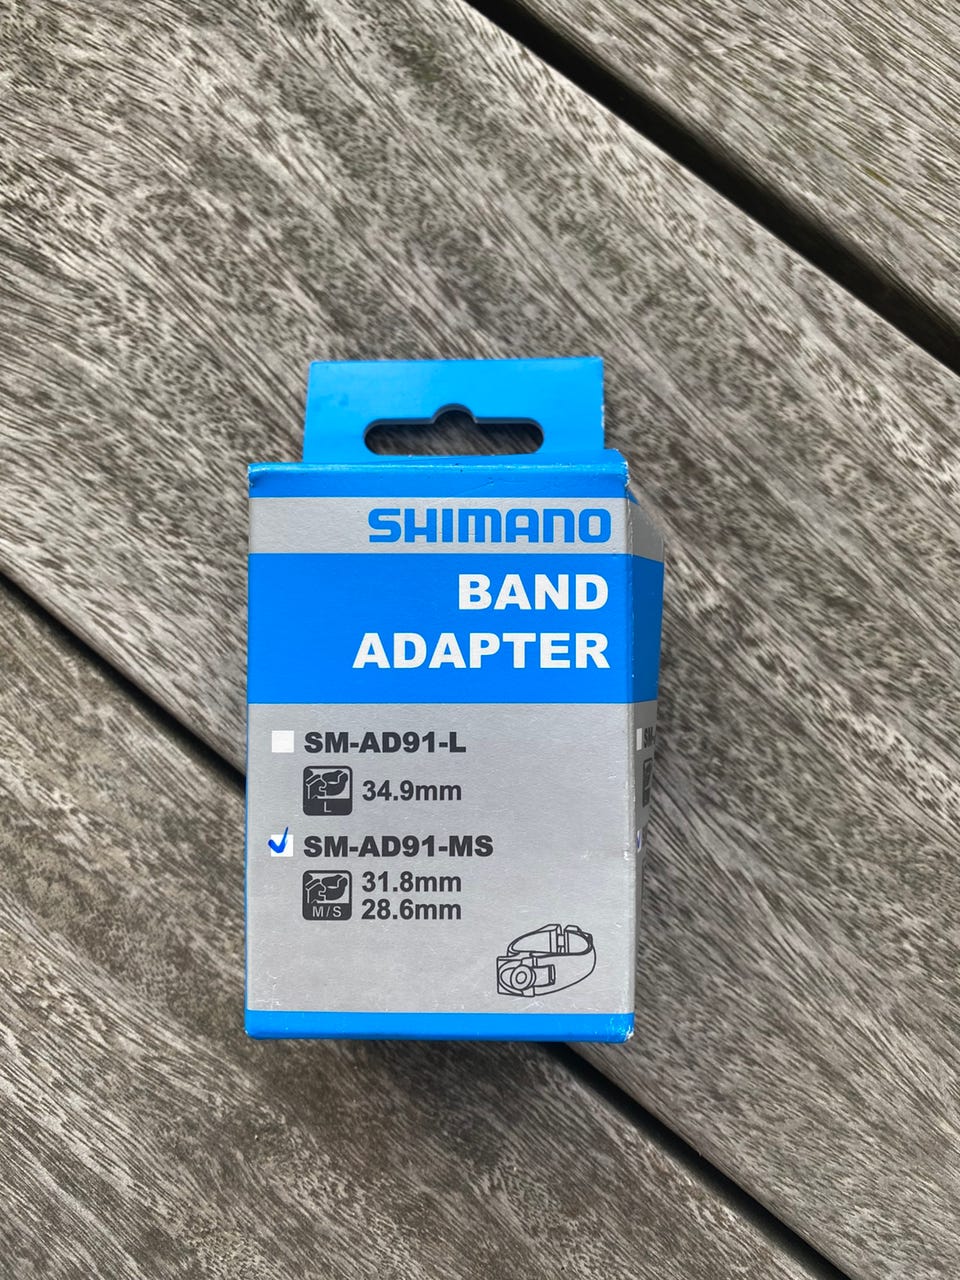 SHIMANO
BAND
ADAPTER
SM-AD91-L
L
34.9mm
SM-AD91-MS
M/S
31.8mm
28.6mm